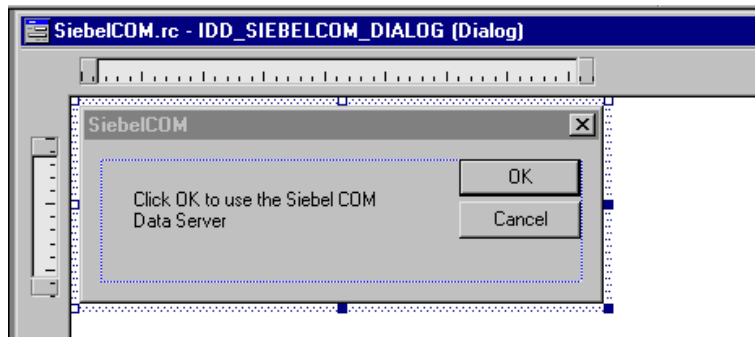 SiebelCOM.rc - IDD_SIEBELCOM_DIALOG (Dialog)
SiebelCOM
OK
Click OK to use the Siebel COM
Data Server
Cancel